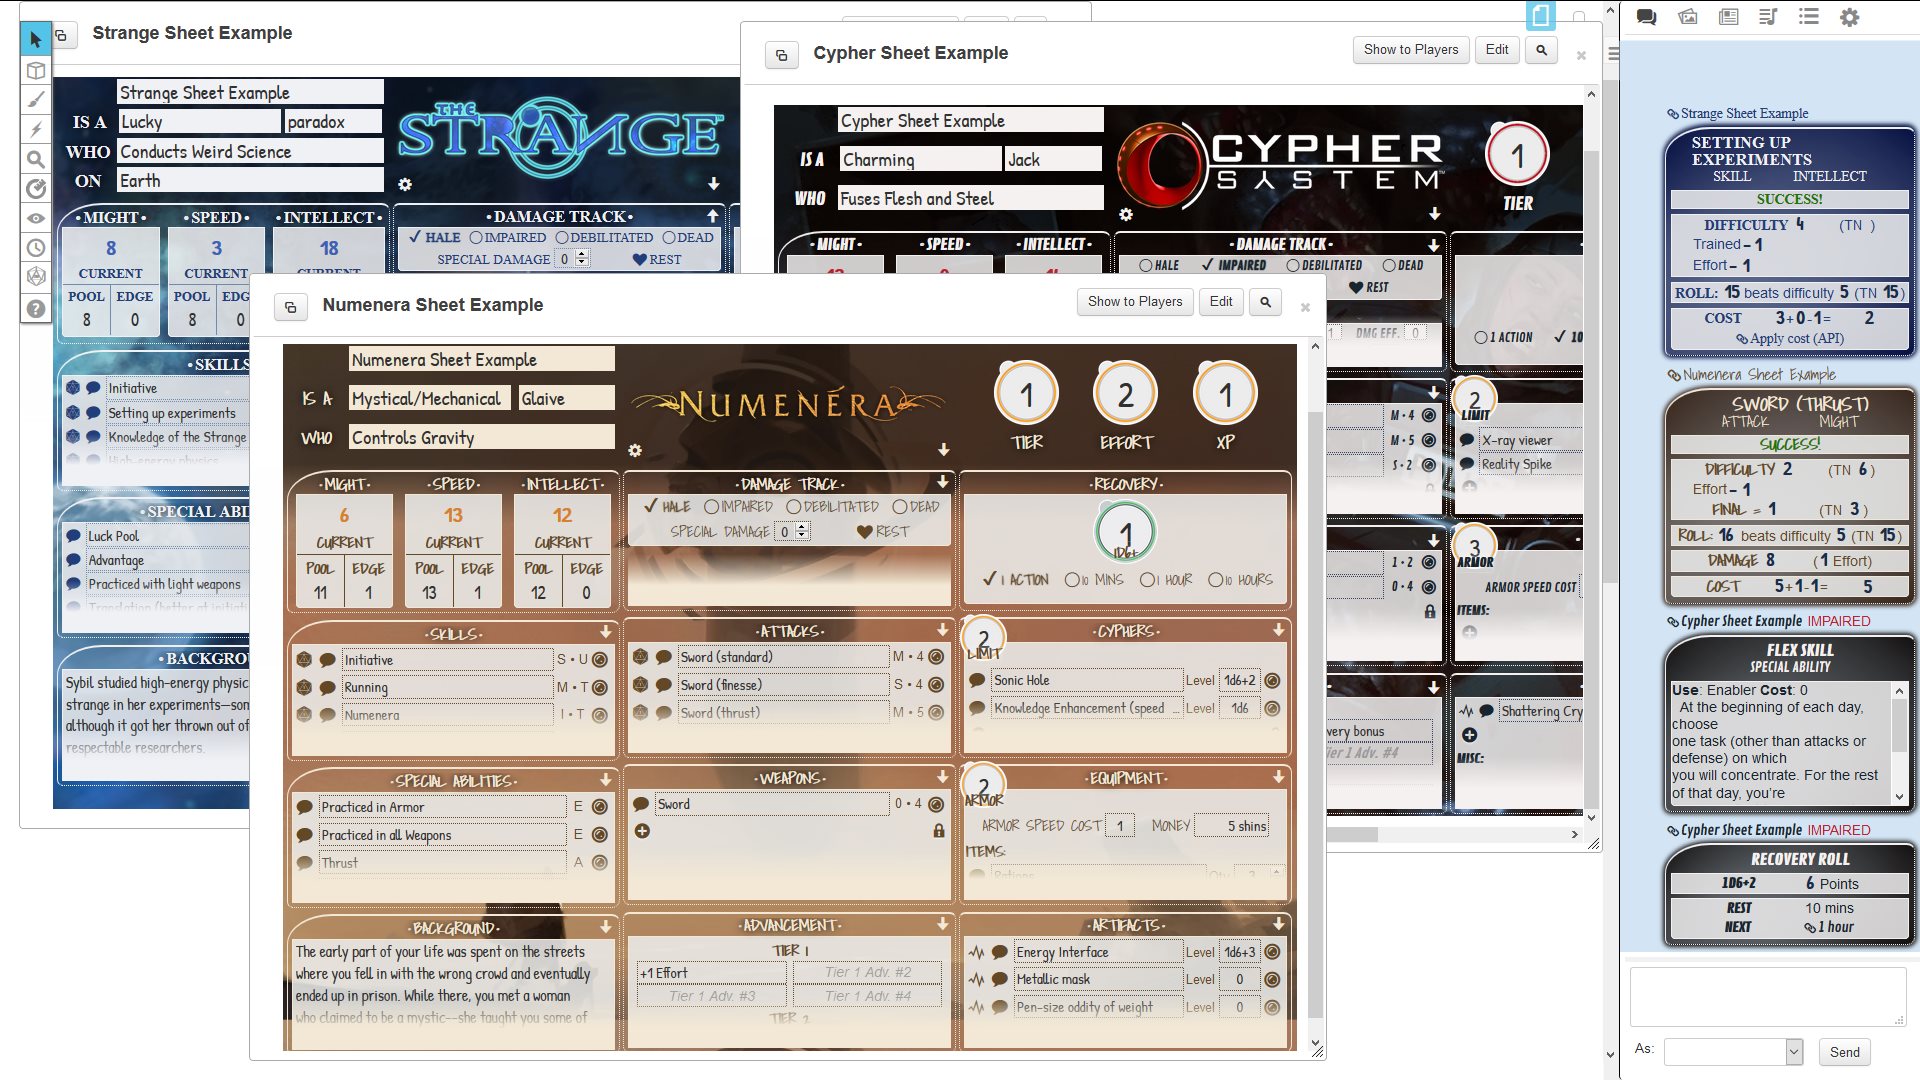 Strange Sheet Example
Strange Sheet Example
IS A Lucky paradox
WHO Conducts Weird Science
ON Earth
THE STRANGE
•MIGHT• •SPEED• •INTELLECT•
8 3 18
CURRENT CURRENT CURRENT
POOL EDGE POOL
8 0 8 0
•DAMAGE TRACK•
HALE IMPAIRED DEBILITATED DEAD
SPECIAL DAMAGE 0 REST
•SKILLS
Initiative
Setting up experiments
Knowledge of the Strange
High-energy physics
•SPECIAL ABI
Luck Pool
Advantage
Practiced with light weapons
•BACKGROU
Sybil studied high-energy physic
strange in her experiments—son
although it got her thrown out of
respectable researchers.
Cypher Sheet Example
Show to Players Edit
Cypher Sheet Example
IS A Charming Jack
WHO Fuses Flesh and Steel
CYPHER SYSTEM
1
TIER
•MIGHT• •SPEED• •INTELLECT•
•DAMAGE TRACK•
HALE IMPAIRED DEBILITATED DEAD
REST
1 DMG EFF. 0
1 ACTION 10
M • 4
M • 5
S • 2
2
LIMIT
X-ray viewer
Reality Spike
1 • 2
0 • 4
3
ARMOR
ARMOR SPEED COST
ITEMS:
very bonus
Tier 1 Adv. #4
Shattering Cry
MISC:
Numenera Sheet Example
Show to Players Edit
Numenera Sheet Example
IS A Mystical/Mechanical Glaive
WHO Controls Gravity
NUMENÉRA
1 2 1
TIER EFFORT XP
•MIGHT• •SPEED• •INTELLECT•
6 13 12
CURRENT CURRENT CURRENT
POOL EDGE POOL EDGE POOL EDGE
11 1 13 1 12 0
•DAMAGE TRACK•
HALE IMPAIRED DEBILITATED DEAD
SPECIAL DAMAGE 0 REST
•RECOVERY•
1
1D6+
1 ACTION 10 MINS 1 HOUR 10 HOURS
•SKILLS•
Initiative S • U
Running M • T
Numenera I • T
•ATTACKS•
Sword (standard) M • 4
Sword (finesse) S • 4
Sword (thrust) M • 5
•CYPHERS•
2
LIMIT
Sonic Hole Level 1d6+2
Knowledge Enhancement (speed ... Level 1d6
•SPECIAL ABILITIES•
Practiced in Armor E
Practiced in all Weapons E
Thrust A
•WEAPONS•
Sword 0 • 4
•EQUIPMENT•
2
ARMOR
ARMOR SPEED COST 1 MONEY 5 shins
ITEMS:
Rations Qty 3
•BACKGROUND•
The early part of your life was spent on the streets
where you fell in with the wrong crowd and eventually
ended up in prison. While there, you met a woman
who claimed to be a mystic--she taught you some of
•ADVANCEMENT•
TIER 1
+1 Effort Tier 1 Adv. #2
Tier 1 Adv. #3 Tier 1 Adv. #4
TIER 2
•ARTIFACTS•
Energy Interface Level 1d6+3
Metallic mask Level 0
Pen-size oddity of weight Level 0
Strange Sheet Example
SETTING UP
EXPERIMENTS
SKILL INTELLECT
SUCCESS!
DIFFICULTY 4 (TN )
Trained - 1
Effort - 1
ROLL: 15 beats difficulty 5 (TN 15)
COST 3+0-1= 2
Apply cost (API)
Numenera Sheet Example
SWORD (THRUST)
ATTACK MIGHT
SUCCESS!
DIFFICULTY 2 (TN 6 )
Effort - 1
FINAL = 1 (TN 3 )
ROLL: 16 beats difficulty 5 (TN 15)
DAMAGE 8 (1 Effort)
COST 5+1-1= 5
Cypher Sheet Example IMPAIRED
FLEX SKILL
SPECIAL ABILITY
Use: Enabler Cost: 0
At the beginning of each day,
choose
one task (other than attacks or
defense) on which
you will concentrate. For the rest
of that day, you're
Cypher Sheet Example IMPAIRED
RECOVERY ROLL
1D6+2 6 Points
REST 10 mins
NEXT 1 hour
As:
Send